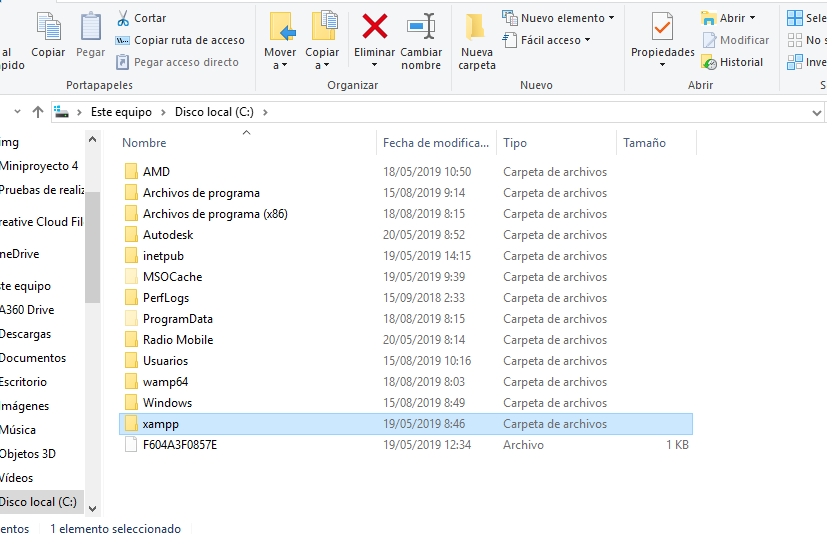 Cortar
Copiar ruta de acceso
Pegar acceso directo
al
Copiar
Pegar
Mover a
Copiar a
Eliminar
Cambiar nombre
Nueva carpeta
Nuevo elemento
Fácil acceso
Propiedades
Abrir
Modificar
Historial
Sele
No s
Inve
Portapapeles
Organizar
Nuevo
Abrir
S
Este equipo > Disco local (C:) >
Nombre Fecha de modifica... Tipo Tamaño
AMD 18/05/2019 10:50 Carpeta de archivos
Archivos de programa 15/08/2019 9:14 Carpeta de archivos
Archivos de programa (x86) 18/08/2019 8:15 Carpeta de archivos
Autodesk 20/05/2019 8:52 Carpeta de archivos
inetpub 19/05/2019 14:15 Carpeta de archivos
MSOCache 19/05/2019 9:39 Carpeta de archivos
PerfLogs 15/09/2018 2:33 Carpeta de archivos
ProgramData 18/08/2019 8:15 Carpeta de archivos
Radio Mobile 20/05/2019 8:14 Carpeta de archivos
Usuarios 15/08/2019 10:16 Carpeta de archivos
wamp64 18/08/2019 8:03 Carpeta de archivos
Windows 15/08/2019 8:49 Carpeta de archivos
xampp 19/05/2019 8:46 Carpeta de archivos
F604A3F0857E 19/05/2019 12:34 Archivo 1 KB
img
Miniproyecto 4
Pruebas de realiz
reative Cloud Fil
neDrive
ste equipo
A360 Drive
Descargas
Documentos
Escritorio
Imágenes
Música
Objetos 3D
Vídeos
Disco local (C:)
entos 1 elemento seleccionado